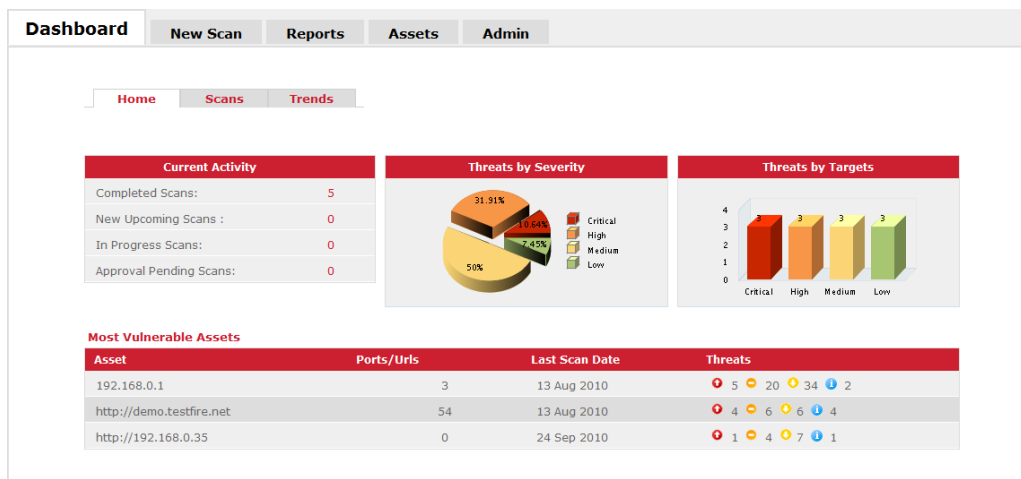 Dashboard New Scan Reports Assets Admin
Home Scans Trends
Current Activity
Completed Scans: 5
New Upcoming Scans : 0
In Progress Scans: 0
Approval Pending Scans: 0
Threats by Severity
31.91%
10.64%
7.45%
50%
Critical
High
Medium
Low
Threats by Targets
4
3
2
1
0
3 3 3 3
Critical High Medium Low
Most Vulnerable Assets
Asset Ports/Urls Last Scan Date Threats
192.168.0.1 3 13 Aug 2010 5 20 34 2
http://demo.testfire.net 54 13 Aug 2010 4 6 6 4
http://192.168.0.35 0 24 Sep 2010 1 4 7 1